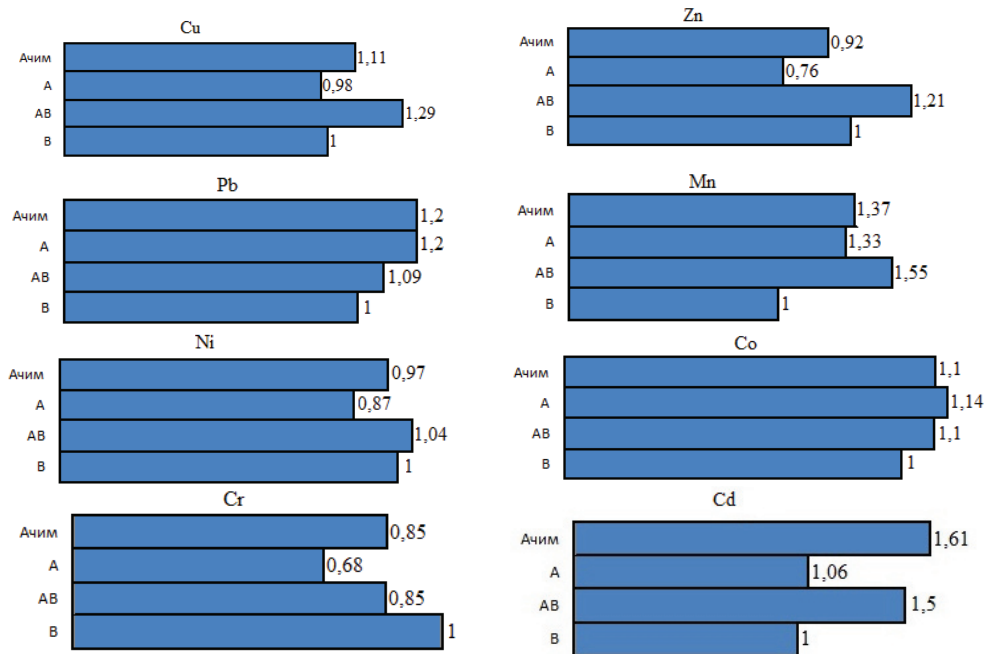 Cu
Ачим 1,11
А 0,98
АВ 1,29
В 1
Zn
Ачим 0,92
А 0,76
АВ 1,21
В 1
Pb
Ачим 1,2
А 1,2
АВ 1,09
В 1
Mn
Ачим 1,37
А 1,33
АВ 1,55
В 1
Ni
Ачим 0,97
А 0,87
АВ 1,04
В 1
Co
Ачим 1,1
А 1,14
АВ 1,1
В 1
Cr
Ачим 0,85
А 0,68
АВ 0,85
В 1
Cd
Ачим 1,61
А 1,06
АВ 1,5
В 1